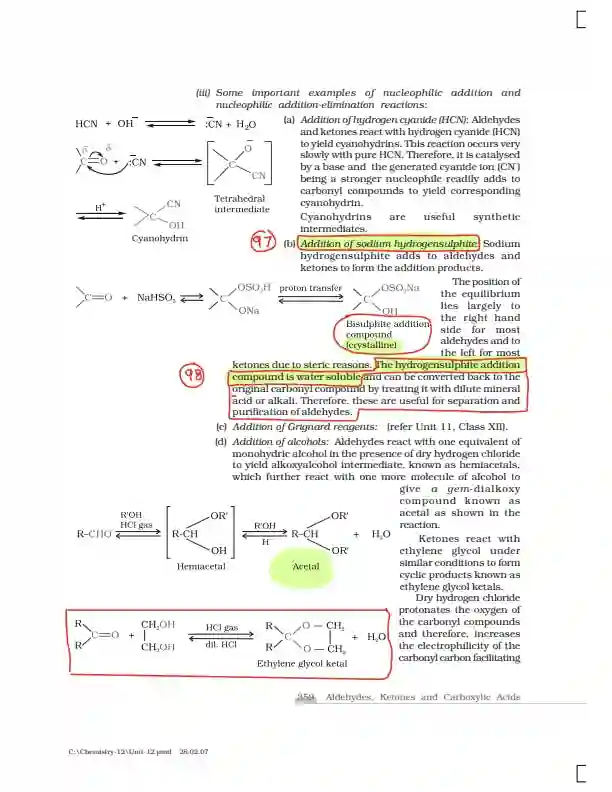 (iii) Some important examples of nucleophilic addition and
nucleophilic addition-elimination reactions:
HCN + OH¯ ⇌ :C̄N + H₂O
(a) Addition of hydrogen cyanide (HCN): Aldehydes
and ketones react with hydrogen cyanide (HCN)
to yield cyanohydrins. This reaction occurs very
slowly with pure HCN. Therefore, it is catalysed
by a base and the generated cyanide ion (CN¯)
being a stronger nucleophile readily adds to
carbonyl compounds to yield corresponding
cyanohydrin.
Cyanohydrins are useful synthetic
intermediates.
C=O + :C̄N
O¯
C
CN
Tetrahedral
intermediate
H⁺
CN
C
OH
Cyanohydrin
97
(b) Addition of sodium hydrogensulphite: Sodium
hydrogensulphite adds to aldehydes and
ketones to form the addition products.
C=O + NaHSO₃ ⇌
OSO₂H
C
ONa
proton transfer
OSO₂Na
C
OH
Bisulphite addition
compound
(crystalline)
The position of
the equilibrium
lies largely to
the right hand
side for most
aldehydes and to
the left for most
98
ketones due to steric reasons. The hydrogensulphite addition
compound is water soluble and can be converted back to the
original carbonyl compound by treating it with dilute mineral
acid or alkali. Therefore, these are useful for separation and
purification of aldehydes.
(c) Addition of Grignard reagents: (refer Unit 11, Class XII).
(d) Addition of alcohols: Aldehydes react with one equivalent of
monohydric alcohol in the presence of dry hydrogen chloride
to yield alkoxyalcohol intermediate, known as hemiacetals,
which further react with one more molecule of alcohol to
give a gem-dialkoxy
compound known as
acetal as shown in the
reaction.
R–CHO
R'OH
HCl gas
OR'
R-CH
OH
Hemiacetal
R'OH
H
OR'
R–CH
OR'
Acetal
+ H₂O
Ketones react with
ethylene glycol under
similar conditions to form
cyclic products known as
ethylene glycol ketals.
Dry hydrogen chloride
protonates the oxygen of
the carbonyl compounds
and therefore, increases
the electrophilicity of the
carbonyl carbon facilitating
R
C=O
R
+
CH₂OH
CH₂OH
HCl gas
dil. HCl
R
O — CH₂
C
R
O — CH₂
+ H₂O
Ethylene glycol ketal
359 Aldehydes, Ketones and Carboxylic Acids
C:\Chemistry-12\Unit-12.pmd 28.02.07